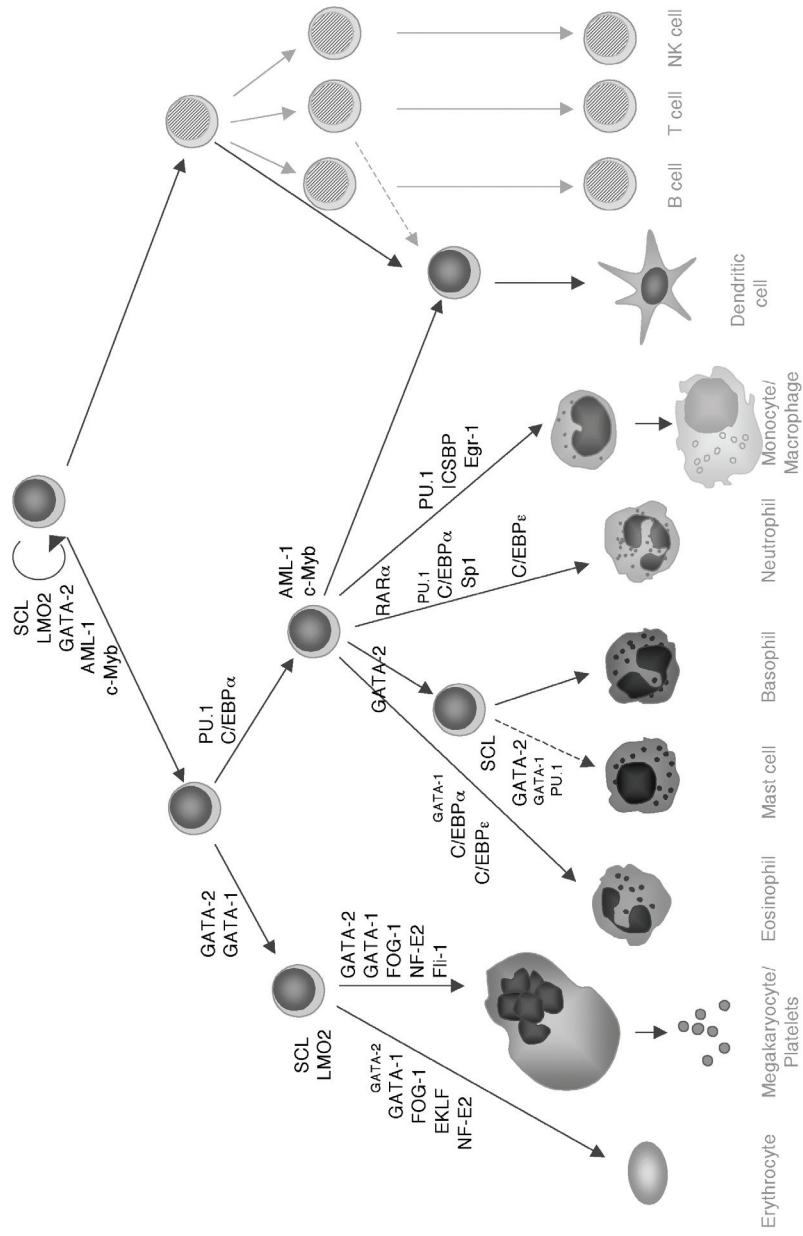 SCL
LMO2
GATA-2
AML-1
c-Myb
PU.1
C/EBPα
GATA-2
GATA-1
AML-1
c-Myb
SCL
LMO2
GATA-2
GATA-1
FOG-1
EKLF
NF-E2
GATA-2
GATA-1
FOG-1
NF-E2
Fli-1
GATA-1
C/EBPα
C/EBPε
GATA-2
SCL
GATA-2
GATA-1
PU.1
RARα
PU.1
C/EBPα
Sp1
C/EBPε
PU.1
ICSBP
Egr-1
Erythrocyte
Megakaryocyte/
Platelets
Eosinophil
Mast cell
Basophil
Neutrophil
Monocyte/
Macrophage
Dendritic
cell
B cell
T cell
NK cell